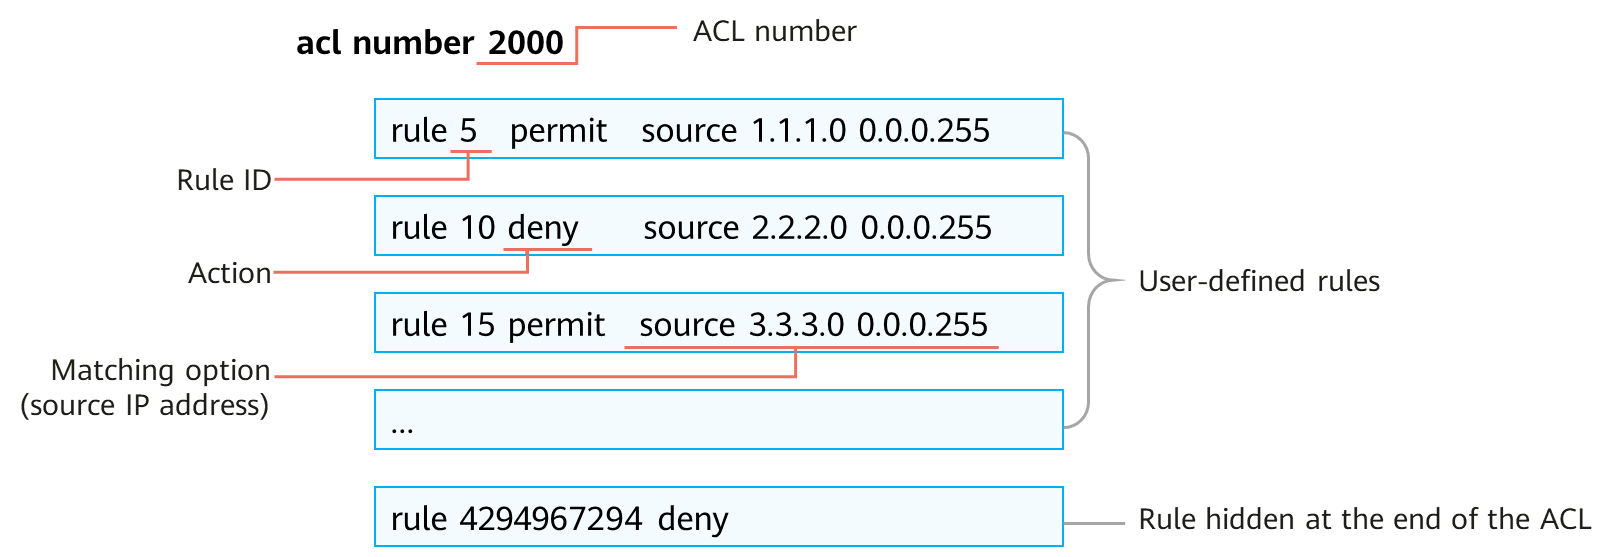 acl number 2000
ACL number
rule 5 permit source 1.1.1.0 0.0.0.255
Rule ID
rule 10 deny source 2.2.2.0 0.0.0.255
Action
User-defined rules
rule 15 permit source 3.3.3.0 0.0.0.255
Matching option
(source IP address)
...
rule 4294967294 deny
Rule hidden at the end of the ACL